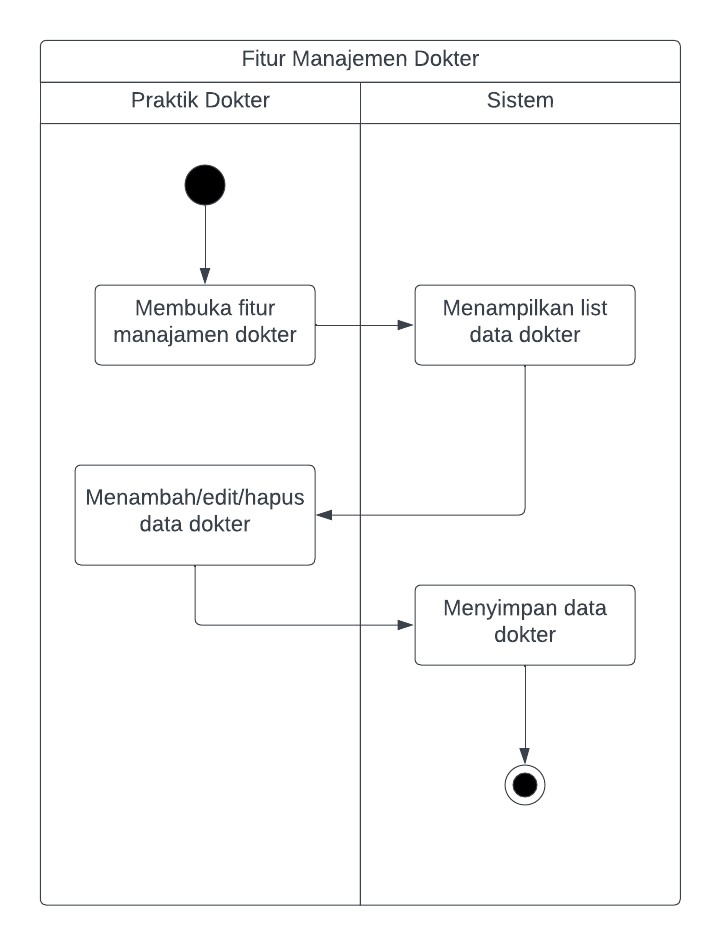 Fitur Manajemen Dokter
Praktik Dokter
Sistem
Membuka fitur
manajamen dokter
Menampilkan list
data dokter
Menambah/edit/hapus
data dokter
Menyimpan data
dokter